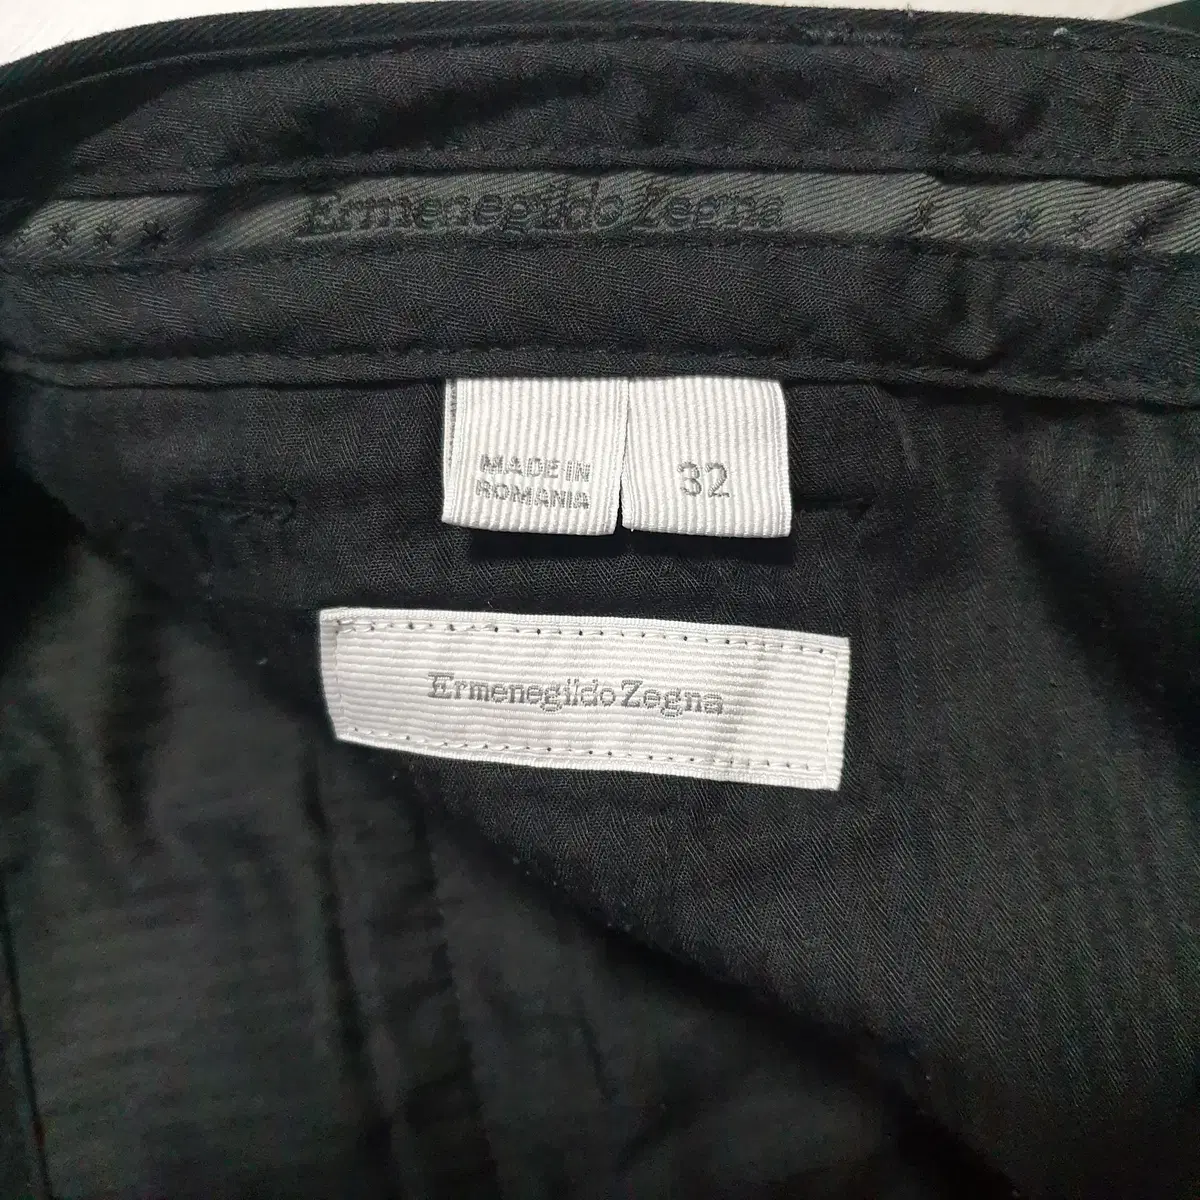 Ermenegildo Zegna
MADE IN
ROMANIA
32
Ermenegildo Zegna